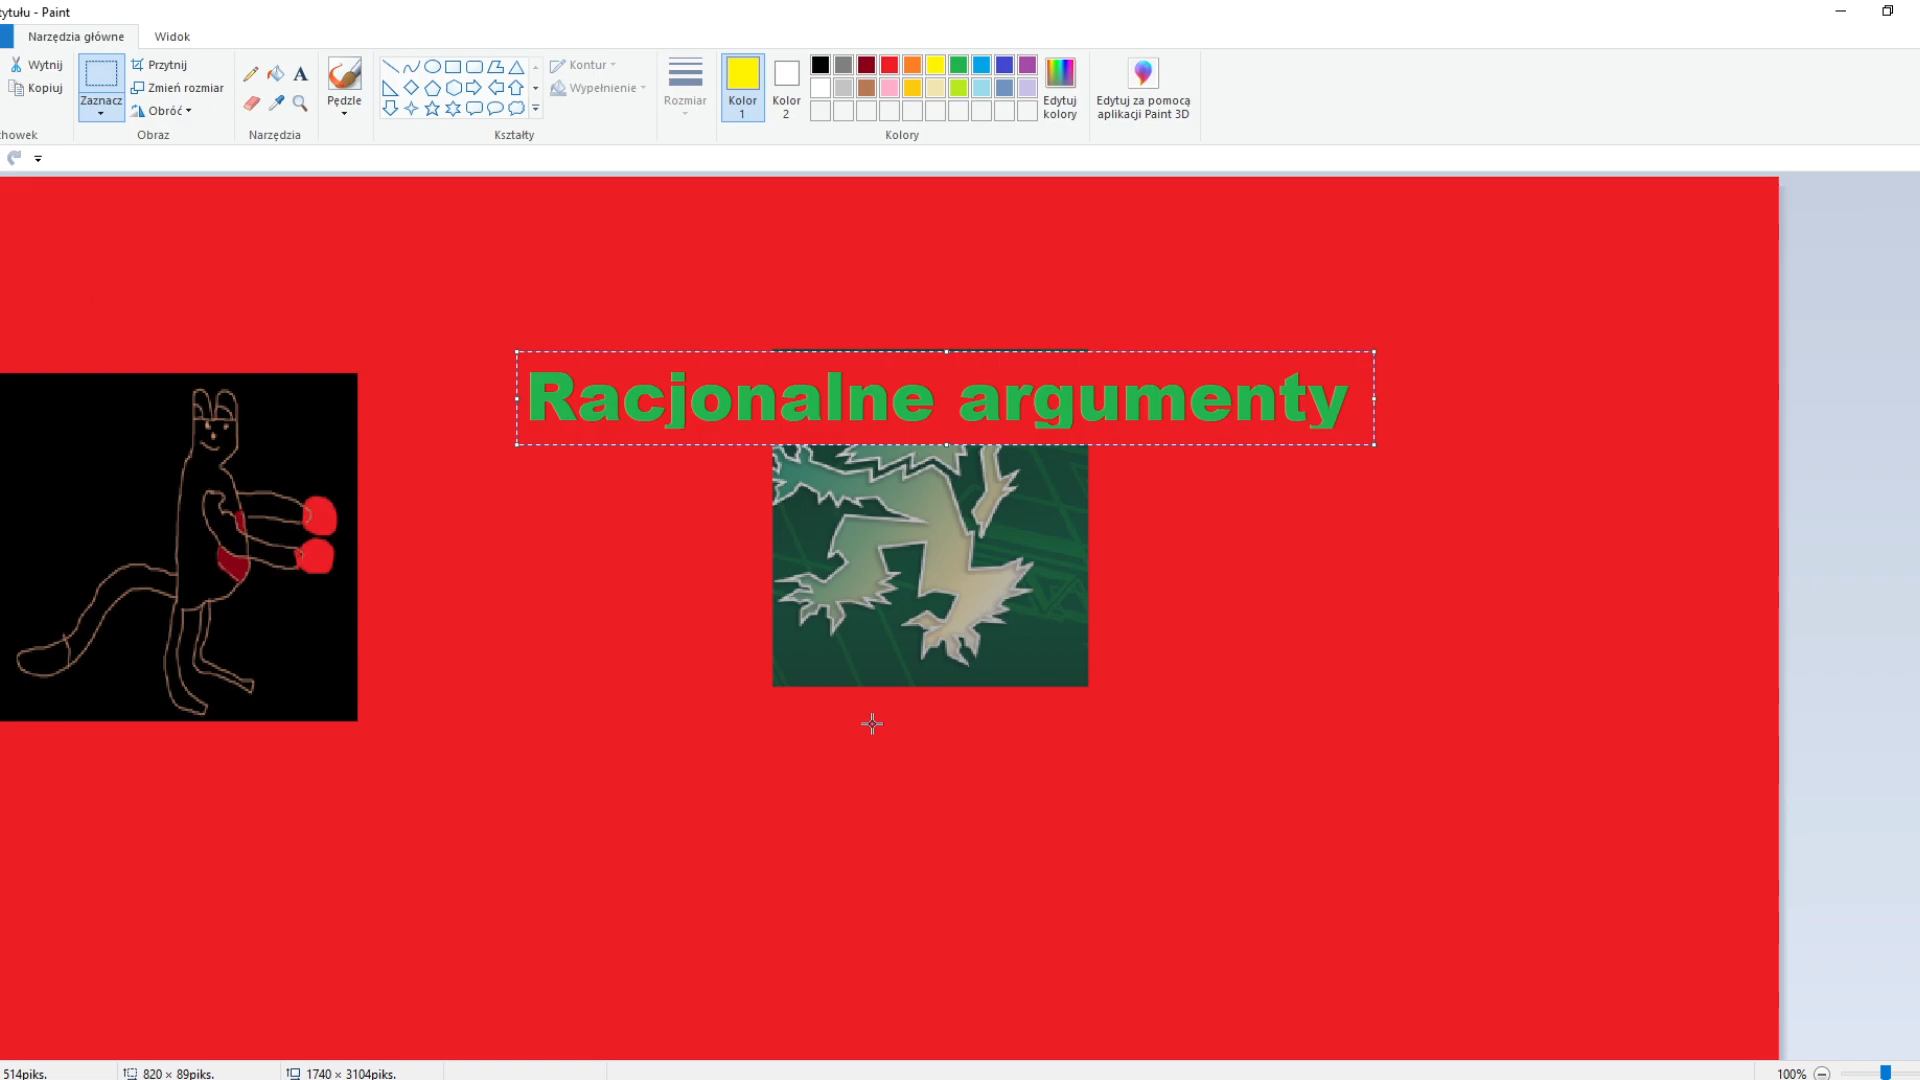 tytułu - Paint
Narzędzia główne
Widok
Wytnij
Kopiuj
howek
Zaznacz
Przytnij
Zmień rozmiar
Obróć
Obraz
A
Narzędzia
Pędzle
Kształty
Kontur
Wypełnienie
Rozmiar
Kolor
1
Kolor
2
Kolory
Edytuj
kolory
Edytuj za pomocą
aplikacji Paint 3D
Racjonalne argumenty
514piks.
820 × 89piks.
1740 × 3104piks.
100%